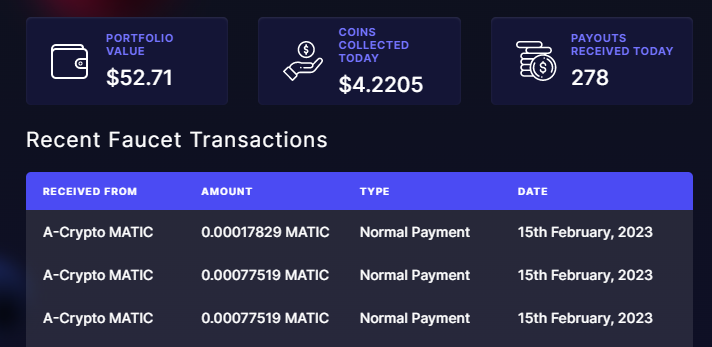 PORTFOLIO
VALUE
$52.71
COINS
COLLECTED
TODAY
$4.2205
PAYOUTS
RECEIVED TODAY
278
Recent Faucet Transactions
RECEIVED FROM AMOUNT TYPE DATE
A-Crypto MATIC 0.00017829 MATIC Normal Payment 15th February, 2023
A-Crypto MATIC 0.00077519 MATIC Normal Payment 15th February, 2023
A-Crypto MATIC 0.00077519 MATIC Normal Payment 15th February, 2023